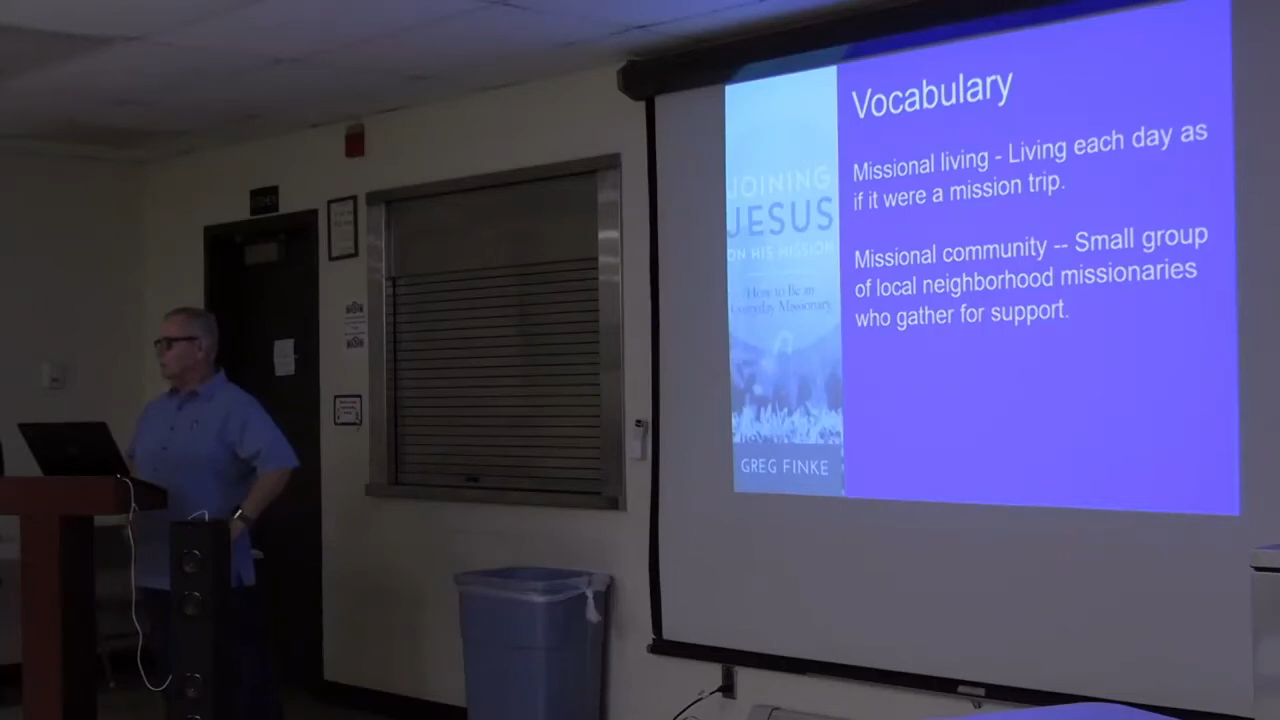 Vocabulary
Missional living - Living each day as
if it were a mission trip.
Missional community -- Small group
of local neighborhood missionaries
who gather for support.
JOINING
JESUS
ON HIS MISSION
How to Be an
Everyday Missionary
GREG FINKE
KITCHEN